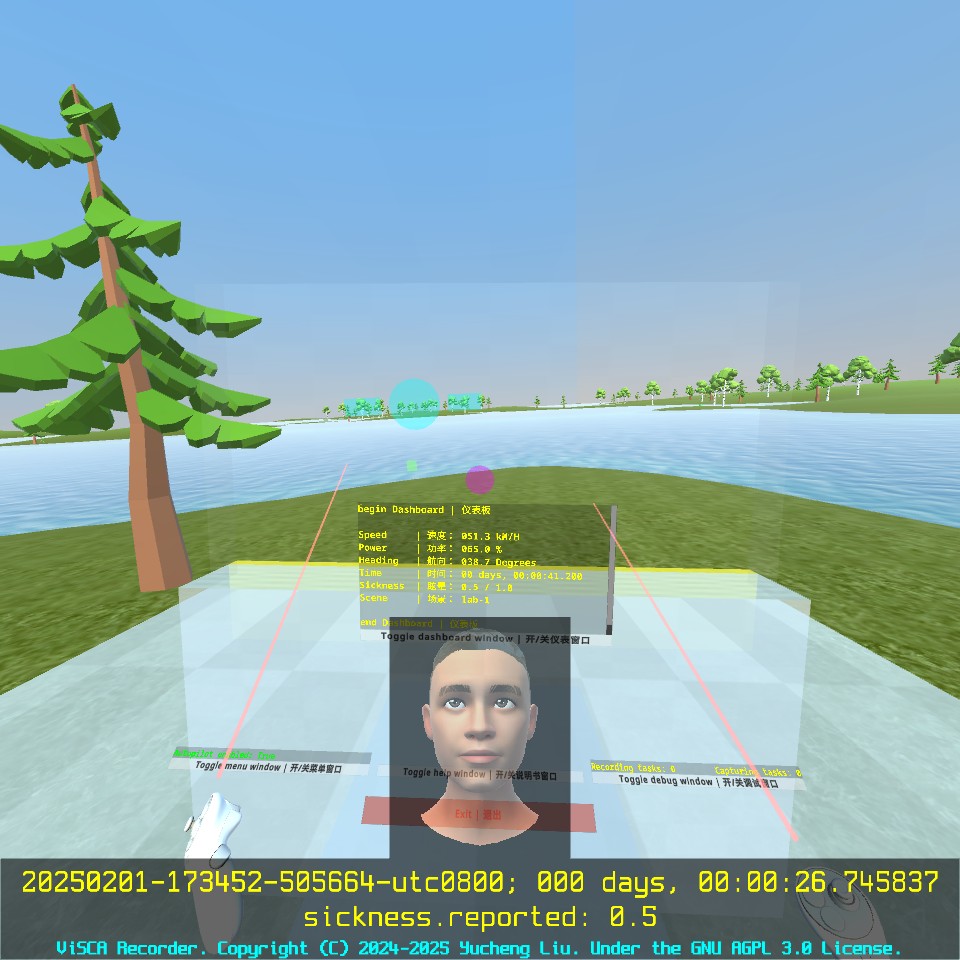 begin Dashboard | 仪表板
Speed | 速度: 051.3 kM/H
Power | 功率: 065.0 %
Heading | 航向: 038.7 Degrees
Time | 时间: 00 days, 00:00:41.200
Sickness | 眩晕: 0.5 / 1.0
Scene | 场景: lab-1
end Dashboard | 仪表板
Toggle dashboard window | 开/关仪表窗口
Toggle menu window | 开/关菜单窗口
Toggle help window | 开/关说明书窗口
Recording tasks: 0 Capturing tasks: 0
Toggle debug window | 开/关调试窗口
Exit | 退出
20250201-173452-505664-utc0800; 000 days, 00:00:26.745837
sickness.reported: 0.5
ViSCA Recorder. Copyright (C) 2024-2025 Yucheng Liu. Under the GNU AGPL 3.0 License.